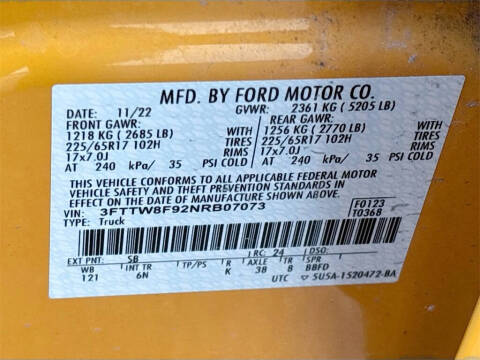 MFD. BY FORD MOTOR CO.
DATE: 11/22 GVWR: 2361 KG ( 5205 LB)
FRONT GAWR: REAR GAWR:
1218 KG ( 2685 LB) WITH 1256 KG ( 2770 LB) WITH
225/65R17 102H TIRES 225/65R17 102H TIRES
17x7.0J RIMS 17x7.0J RIMS
AT 240 kPa/ 35 PSI COLD AT 240 kPa/ 35 PSI COLD
THIS VEHICLE CONFORMS TO ALL APPLICABLE FEDERAL MOTOR
VEHICLE SAFETY AND THEFT PREVENTION STANDARDS IN
EFFECT ON THE DATE OF MANUFACTURE SHOWN ABOVE.
VIN: 3FTTW8F92NRB07073 F0123
TYPE: Truck T0368
EXT PNT: SB RC: 24 DSO:
WB INT TR TP/PS R AXLE TR SPR
121 6N K 38 8 BBFD
UTC 5U5A-1520472-BA